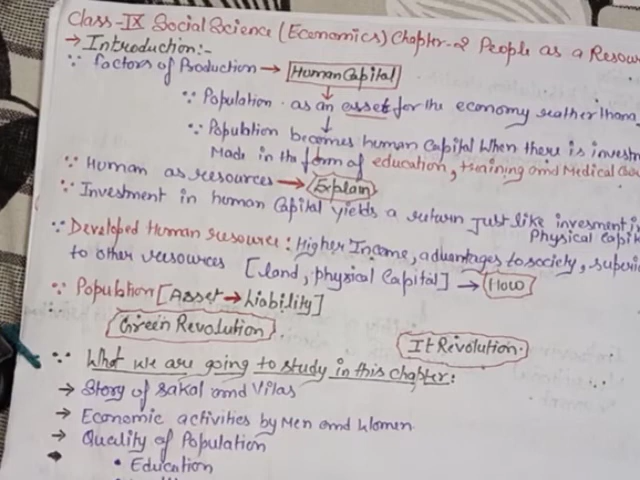 Class-IX Social Science (Economics) Chapter-2 People as a Resour
→ Introduction:-
∵ factors of Production → Human Capital
∵ Population as an asset for the economy rather than a
∵ Population becomes human capital when there is investm
Made in the form of education, training and Medical Car
∵ Human as resources → Explain
∵ Investment in human Capital yields a return just like invesment in
Physical Capit
∵ Developed Human resource: Higher Income, advantages to society, superi
to other resources [land, physical Capital] → How
∵ Population [Asset → Liability]
Green Revolution
It Revolution.
∵ What we are going to study in this chapter:
→ Story of Sakal and Vilas
→ Economic activities by Men and Women.
→ Quality of Population
• Education